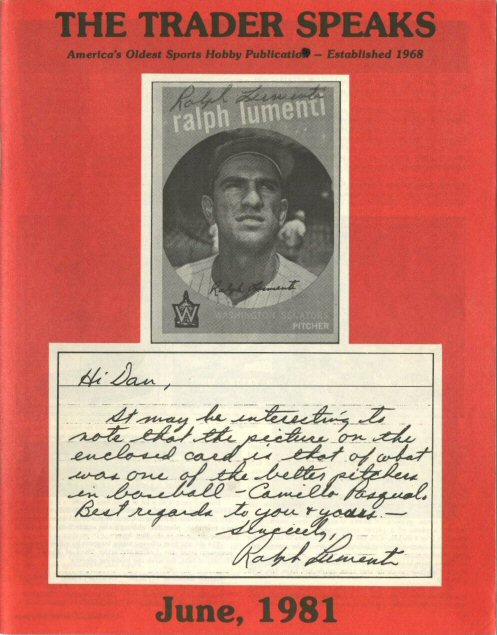 THE TRADER SPEAKS
America's Oldest Sports Hobby Publication — Established 1968
Ralph Lumenti
ralph lumenti
Ralph Lumenti
W
WASHINGTON SENATORS
PITCHER
Hi Dan,
It may be interesting to
note that the picture on the
enclosed card is that of what
was one of the better pitchers
in baseball - Camillo Pasqual.
Best regards to you & yours. —
Sincerely,
Ralph Lumenti
June, 1981